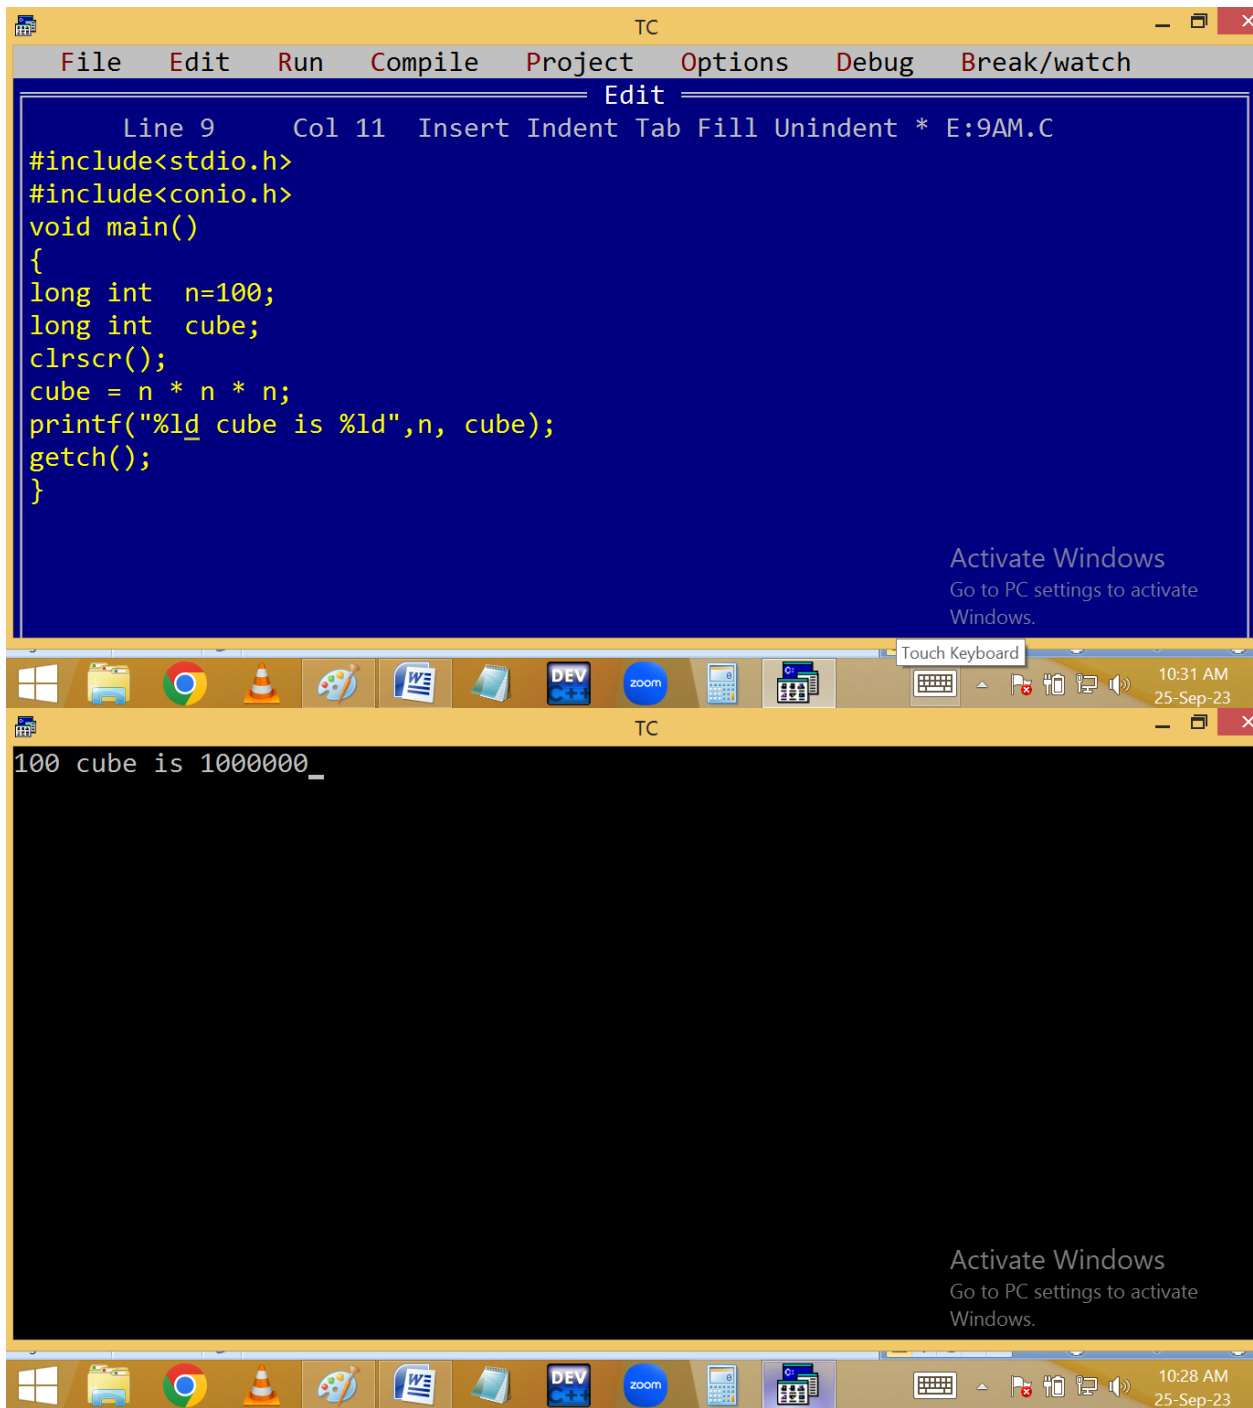 TC
File Edit Run Compile Project Options Debug Break/watch
Edit
Line 9 Col 11 Insert Indent Tab Fill Unindent * E:9AM.C
#include<stdio.h>
#include<conio.h>
void main()
{
long int  n=100;
long int  cube;
clrscr();
cube = n * n * n;
printf("%ld cube is %ld",n, cube);
getch();
}
Activate Windows
Go to PC settings to activate
Windows.
Touch Keyboard
DEV C++
zoom
10:31 AM
25-Sep-23
TC
100 cube is 1000000_
Activate Windows
Go to PC settings to activate
Windows.
DEV C++
zoom
10:28 AM
25-Sep-23